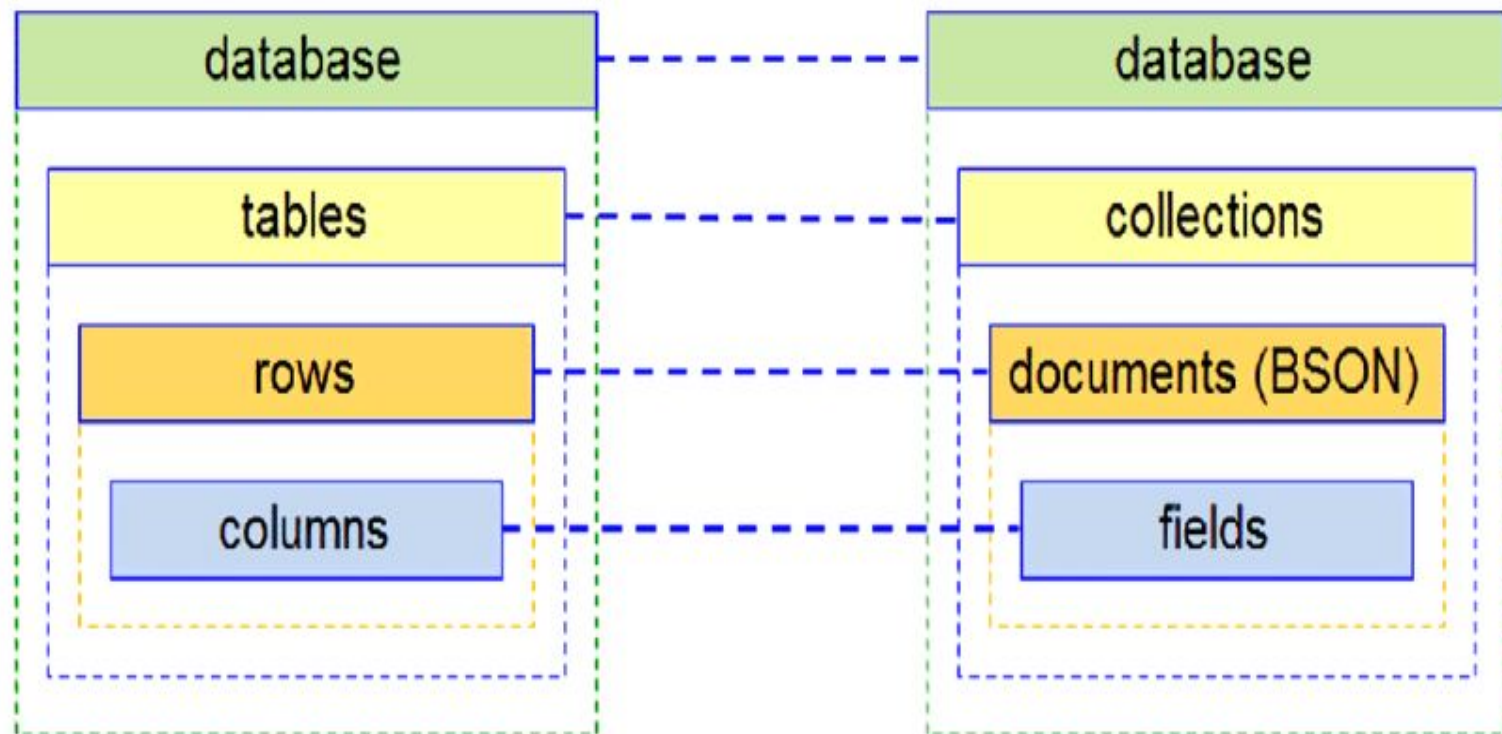 database
database
tables
collections
rows
documents (BSON)
columns
fields